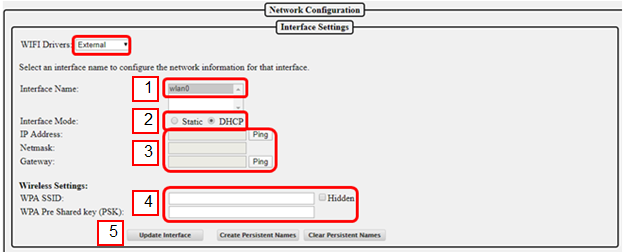 Network Configuration
Interface Settings
WIFI Drivers: External
Select an interface name to configure the network information for that interface.
Interface Name: 1 wlan0
Interface Mode: 2 Static DHCP
IP Address: Ping
Netmask: 3
Gateway: Ping
Wireless Settings:
WPA SSID: 4 Hidden
WPA Pre Shared key (PSK):
5 Update Interface Create Persistent Names Clear Persistent Names